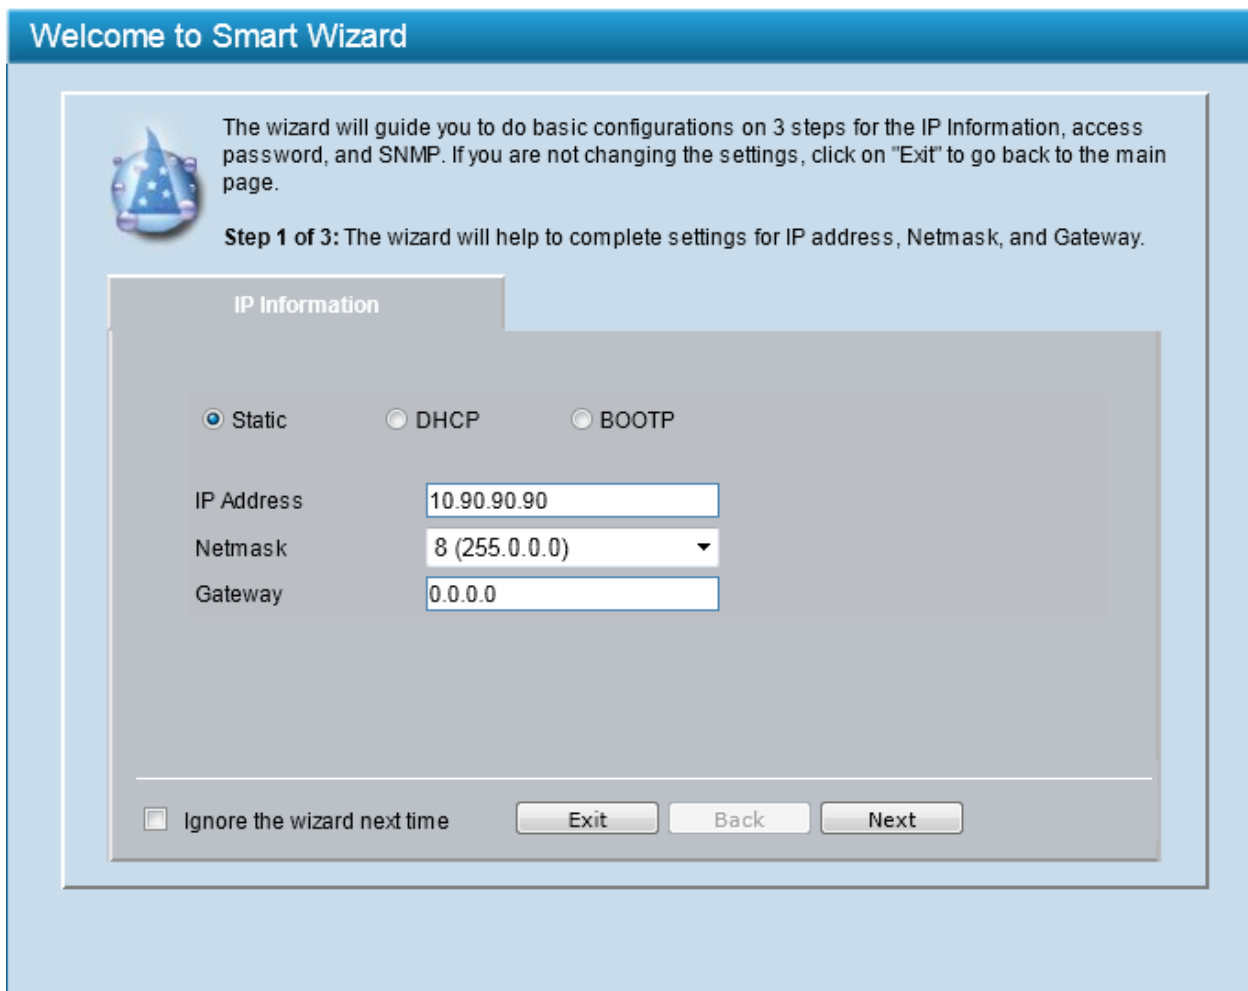 Welcome to Smart Wizard
The wizard will guide you to do basic configurations on 3 steps for the IP Information, access
password, and SNMP. If you are not changing the settings, click on "Exit" to go back to the main
page.
Step 1 of 3: The wizard will help to complete settings for IP address, Netmask, and Gateway.
IP Information
Static DHCP BOOTP
IP Address 10.90.90.90
Netmask 8 (255.0.0.0)
Gateway 0.0.0.0
Ignore the wizard next time Exit Back Next